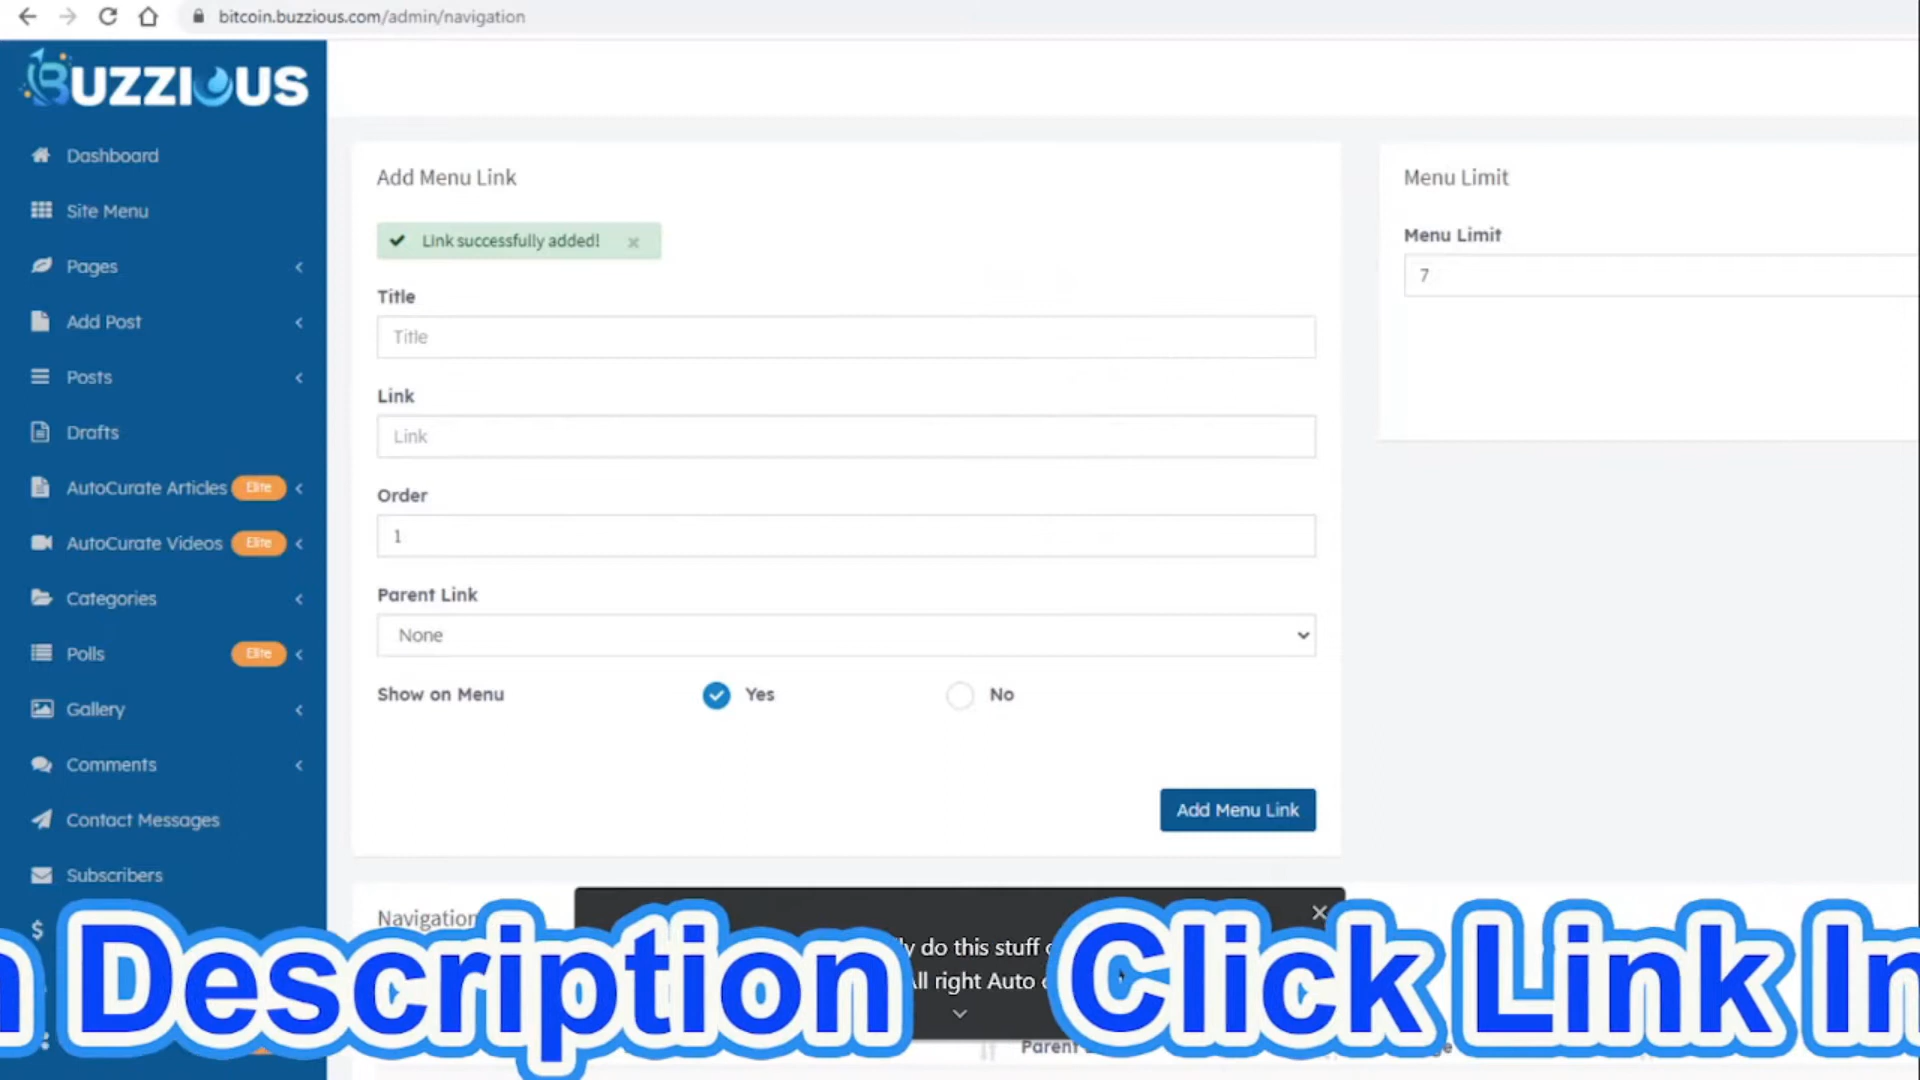 bitcoin.buzzious.com/admin/navigation
BUZZIOUS
Dashboard
Site Menu
Pages
Add Post
Posts
Drafts
AutoCurate Articles Elite
AutoCurate Videos Elite
Categories
Polls Elite
Gallery
Comments
Contact Messages
Subscribers
Add Menu Link
Link successfully added!
Title
Title
Link
Link
Order
1
Parent Link
None
Show on Menu Yes No
Add Menu Link
Menu Limit
Menu Limit
7
Navigation
do this stuff
All right Auto
Parent
Description Click Link In